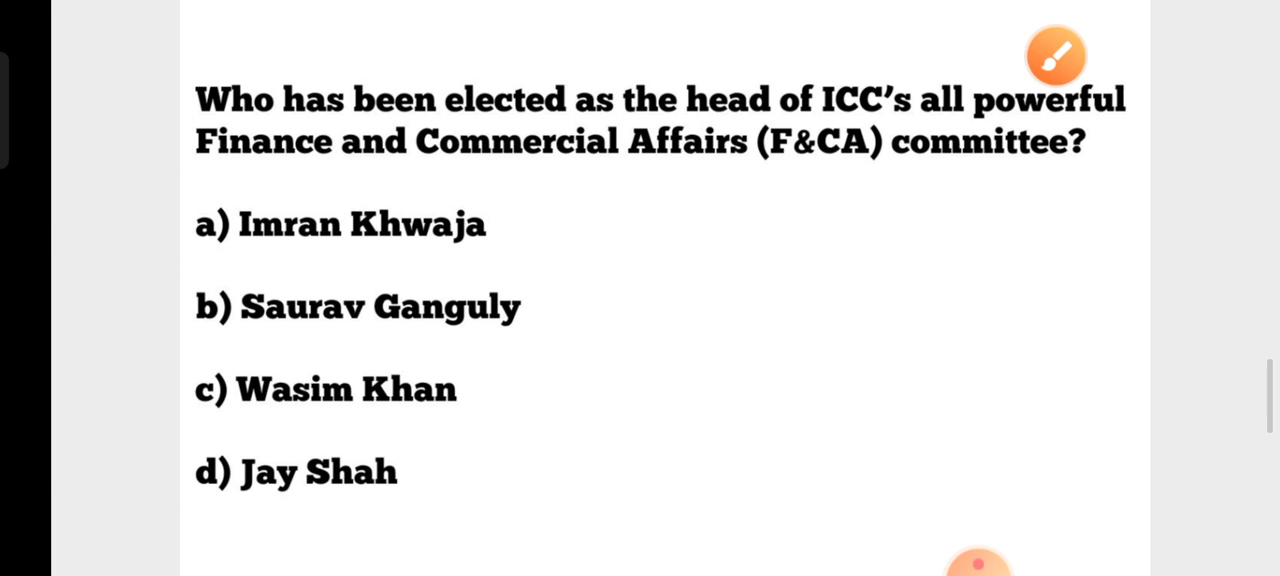 Who has been elected as the head of ICC’s all powerful
Finance and Commercial Affairs (F&CA) committee?
a) Imran Khwaja
b) Saurav Ganguly
c) Wasim Khan
d) Jay Shah